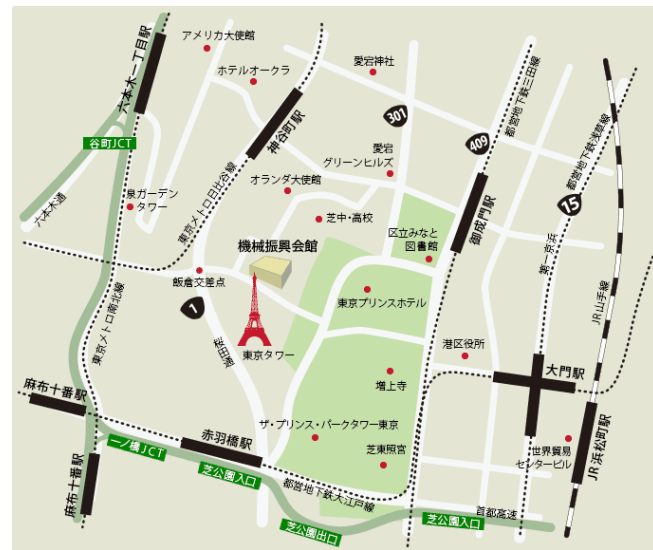 アメリカ大使館
ホテルオークラ
愛宕神社
六本木一丁目駅
谷町JCT
六本木通
泉ガーデン
タワー
東京メトロ日比谷線
神谷町駅
301
409
都営地下鉄三田線
都営地下鉄浅草線
愛宕
グリーンヒルズ
オランダ大使館
芝中・高校
区立みなと
図書館
御成門駅
15
第一京浜
JR山手線
機械振興会館
飯倉交差点
1
桜田通
東京タワー
東京プリンスホテル
東京メトロ南北線
港区役所
増上寺
大門駅
麻布十番駅
赤羽橋駅
一ノ橋JCT
麻布十番駅
ザ・プリンス・パークタワー東京
芝東照宮
世界貿易
センタービル
JR浜松町駅
芝公園入口
都営地下鉄大江戸線
芝公園出口
芝公園入口
首都高速